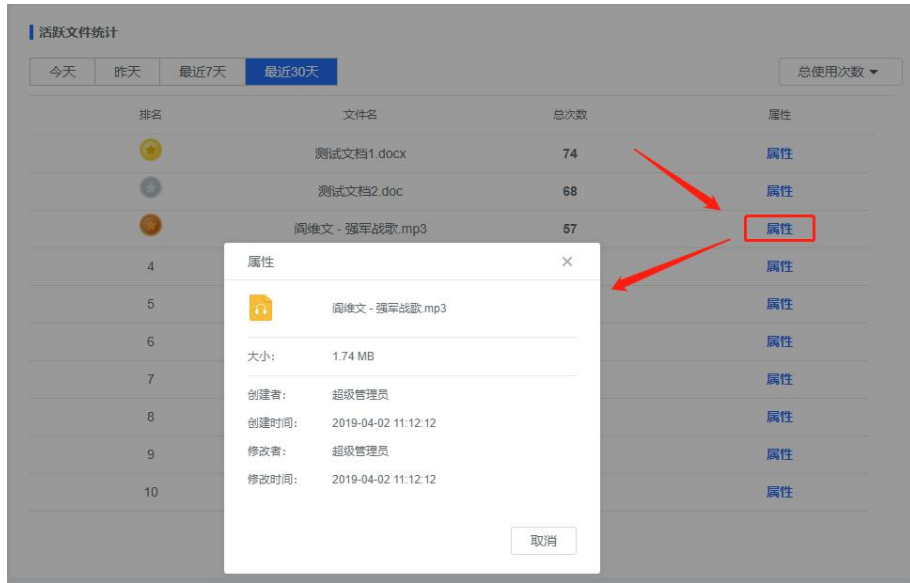 活跃文件统计
今天 昨天 最近7天 最近30天 总使用次数
排名 文件名 总次数 属性
测试文档1.docx 74 属性
测试文档2.doc 68 属性
阎维文 - 强军战歌.mp3 57 属性
4 属性
5 属性
6 属性
7 属性
8 属性
9 属性
10 属性
属性
阎维文 - 强军战歌.mp3
大小: 1.74 MB
创建者: 超级管理员
创建时间: 2019-04-02 11:12:12
修改者: 超级管理员
修改时间: 2019-04-02 11:12:12
取消